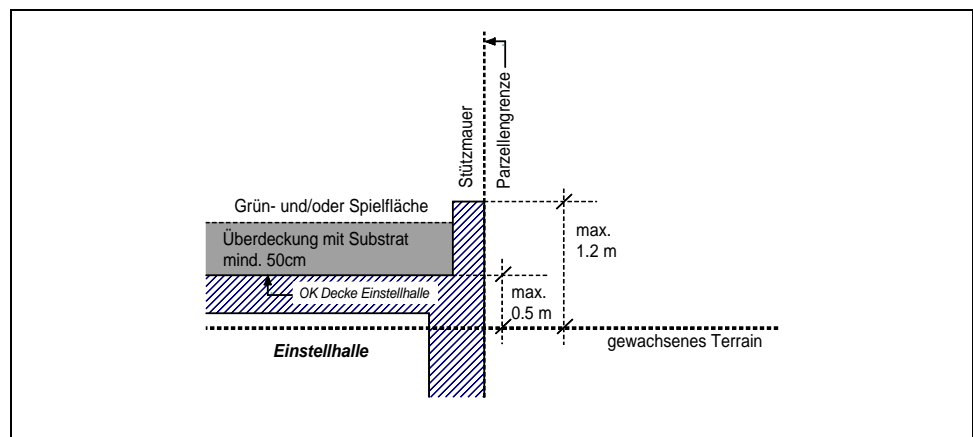 Stützmauer
Parzellengrenze
Grün- und/oder Spielfläche
Überdeckung mit Substrat
mind. 50cm
max.
1.2 m
OK Decke Einstellhalle
max.
0.5 m
Einstellhalle
gewachsenes Terrain